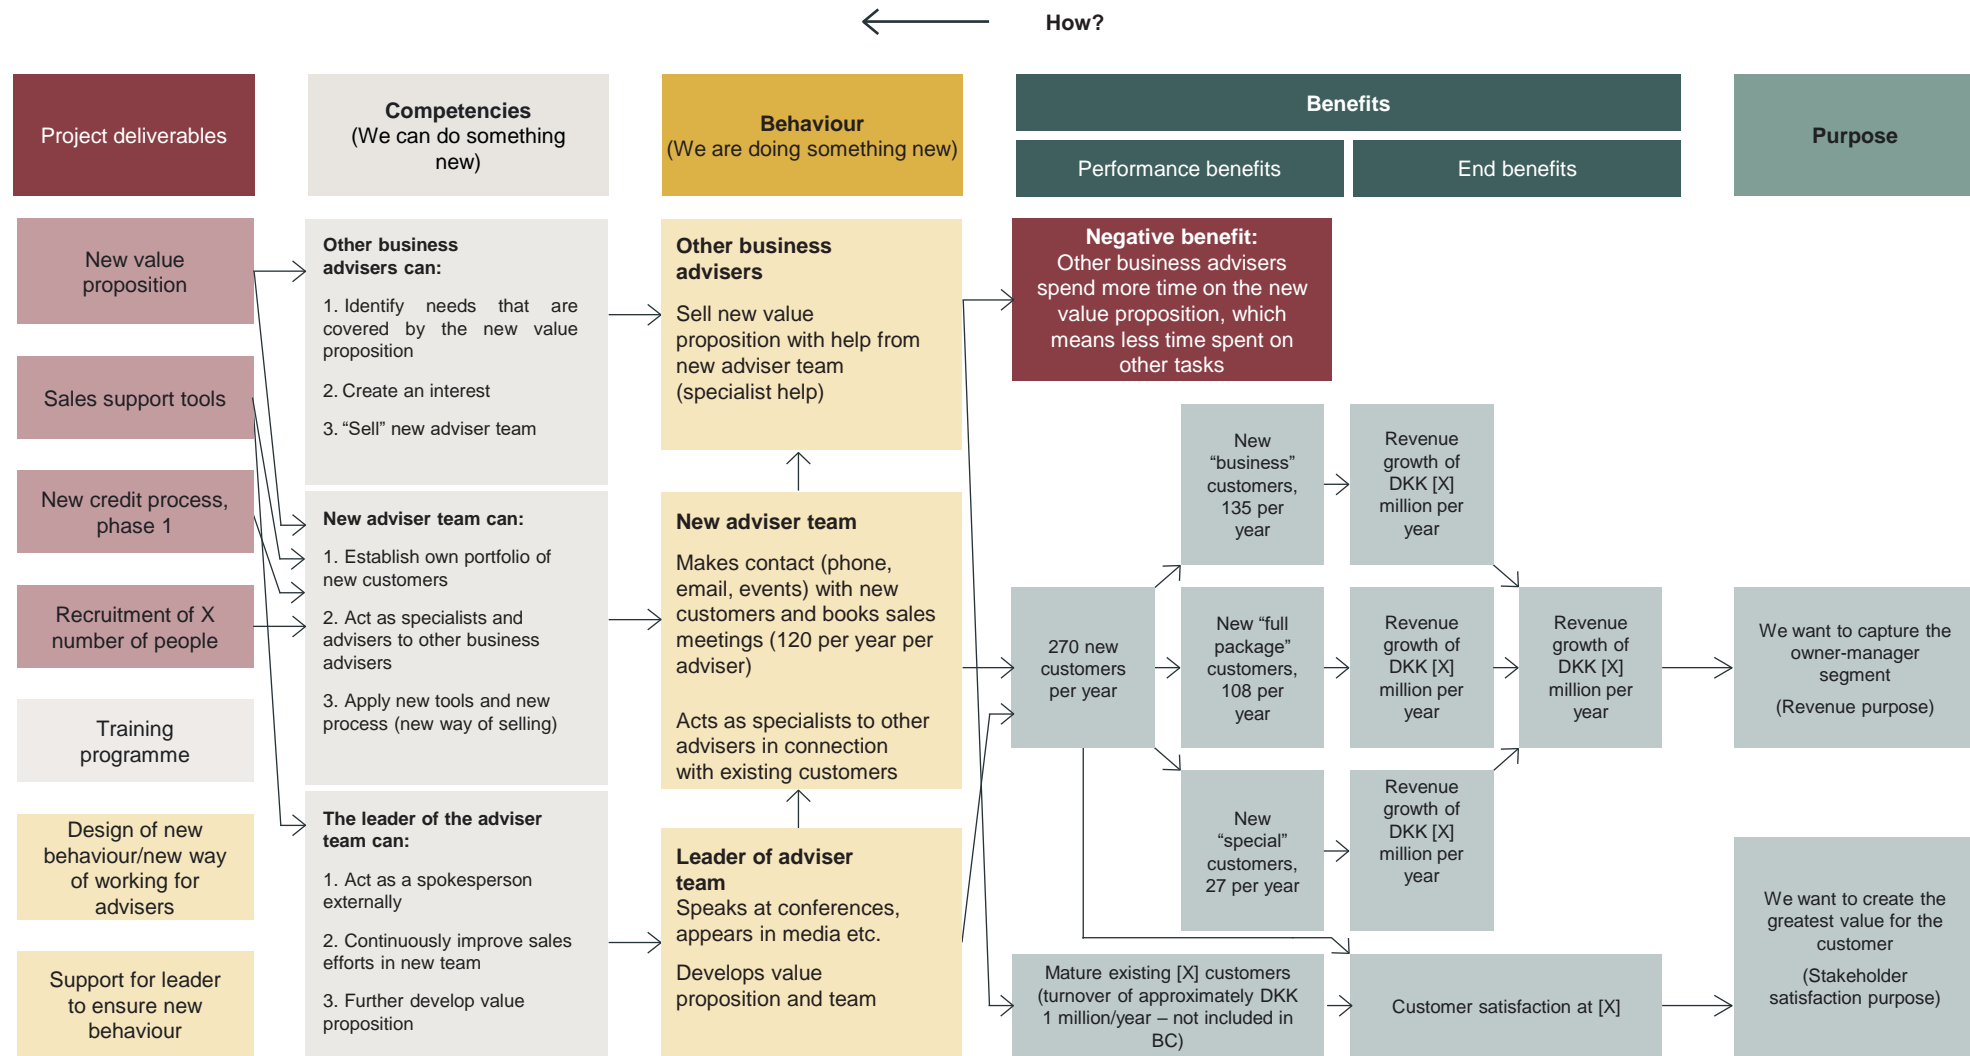 How?
Project deliverables
Competencies
(We can do something
new)
Behaviour
(We are doing something new)
Benefits
Performance benefits
End benefits
Purpose
New value
proposition
Sales support tools
New credit process,
phase 1
Recruitment of X
number of people
Training
programme
Design of new
behaviour/new way
of working for
advisers
Support for leader
to ensure new
behaviour
Other business
advisers can:
1. Identify needs that are
covered by the new value
proposition
2. Create an interest
3. “Sell” new adviser team
New adviser team can:
1. Establish own portfolio of
new customers
2. Act as specialists and
advisers to other business
advisers
3. Apply new tools and new
process (new way of selling)
The leader of the adviser
team can:
1. Act as a spokesperson
externally
2. Continuously improve sales
efforts in new team
3. Further develop value
proposition
Other business
advisers
Sell new value
proposition with help from
new adviser team
(specialist help)
New adviser team
Makes contact (phone,
email, events) with new
customers and books sales
meetings (120 per year per
adviser)
Acts as specialists to other
advisers in connection
with existing customers
Leader of adviser
team
Speaks at conferences,
appears in media etc.
Develops value
proposition and team
Negative benefit:
Other business advisers
spend more time on the new
value proposition, which
means less time spent on
other tasks
270 new
customers
per year
New
“business”
customers,
135 per
year
New “full
package”
customers,
108 per
year
New
“special”
customers,
27 per year
Revenue
growth of
DKK [X]
million per
year
Revenue
growth of
DKK [X]
million per
year
Revenue
growth of
DKK [X]
million per
year
Revenue
growth of
DKK [X]
million per
year
Mature existing [X] customers
(turnover of approximately DKK
1 million/year – not included in
BC)
Customer satisfaction at [X]
We want to capture the
owner-manager
segment
(Revenue purpose)
We want to create the
greatest value for the
customer
(Stakeholder
satisfaction purpose)